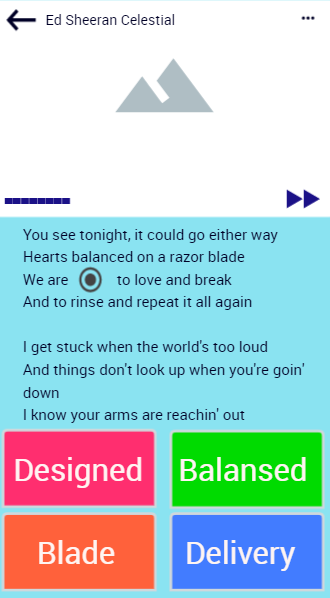 Ed Sheeran Celestial
You see tonight, it could go either way
Hearts balanced on a razor blade
We are to love and break
And to rinse and repeat it all again
I get stuck when the world's too loud
And things don't look up when you're goin'
down
I know your arms are reachin' out
Designed
Balansed
Blade
Delivery